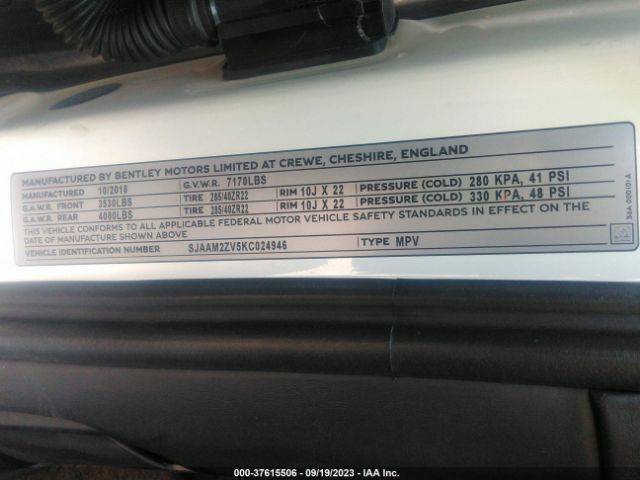 MANUFACTURED BY BENTLEY MOTORS LIMITED AT CREWE, CHESHIRE, ENGLAND
MANUFACTURED 10/2018 G.V.W.R. 7170LBS
G.A.W.R. FRONT 3530LBS TIRE 285/40ZR22 RIM 10J X 22 PRESSURE (COLD) 280 KPA, 41 PSI
G.A.W.R. REAR 4080LBS TIRE 285/40ZR22 RIM 10J X 22 PRESSURE (COLD) 330 KPA, 48 PSI
THIS VEHICLE CONFORMS TO ALL APPLICABLE FEDERAL MOTOR VEHICLE SAFETY STANDARDS IN EFFECT ON THE
DATE OF MANUFACTURE SHOWN ABOVE
VEHICLE IDENTIFICATION NUMBER SJAAM2ZV5KC024946 TYPE MPV
36A 000101 A
000-37615506 - 09/19/2023 - IAA Inc.